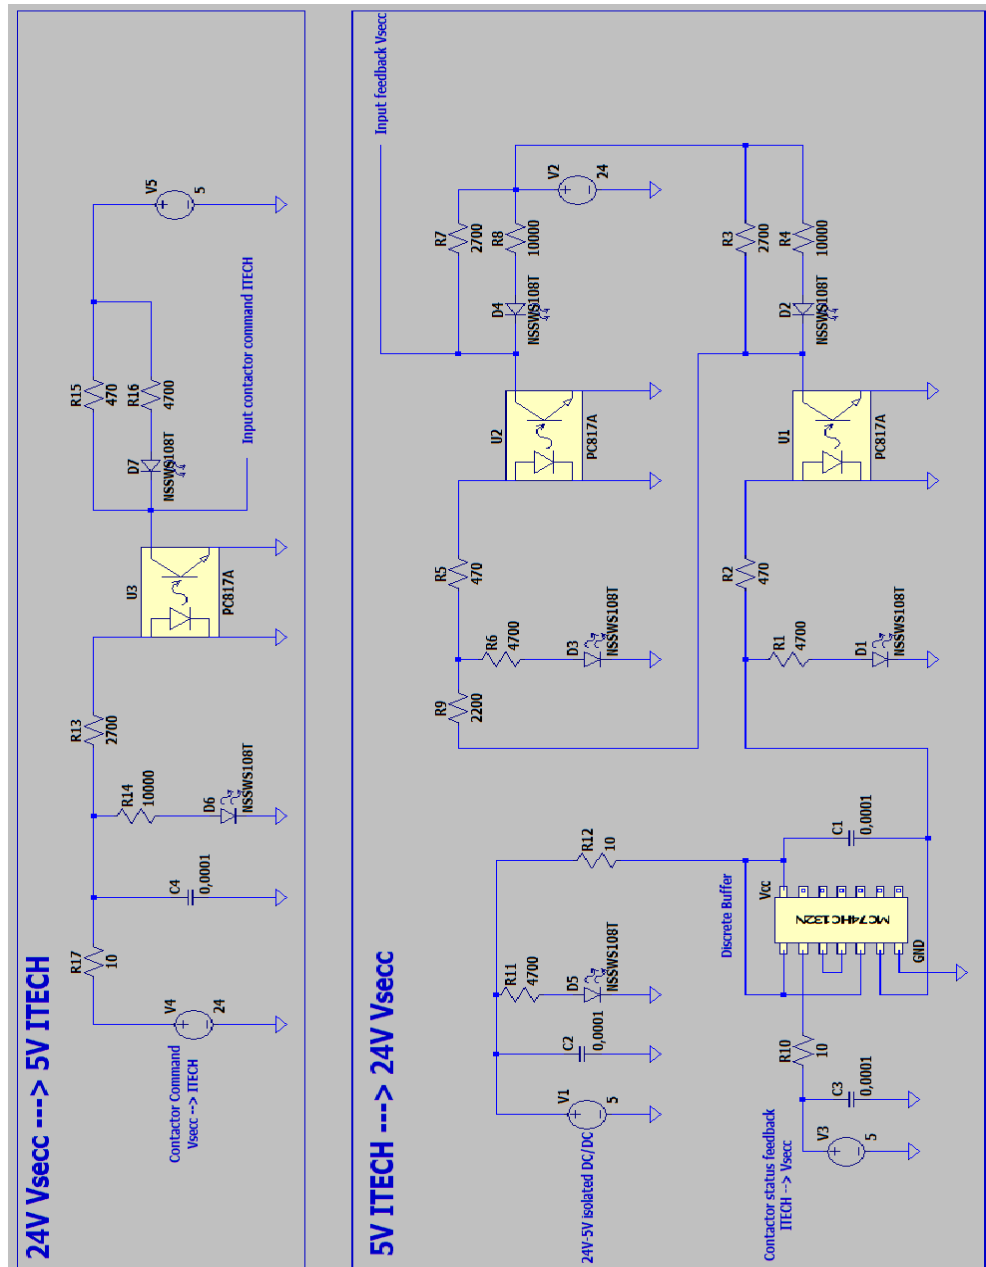 24V Vsecc ---> 5V ITECH
Contactor Command
Vsecc --> ITECH
V4
24
R17
10
C4
0,0001
R14
10000
D6
NSSWS108T
R13
2700
U3
PC817A
D7
NSSWS108T
R15
470
R16
4700
Input contactor command ITECH
V5
5
5V ITECH ---> 24V Vsecc
24V-5V isolated DC/DC
V1
5
C2
0,0001
R11
4700
D5
NSSWS108T
R12
10
Contactor status feedback
ITECH --> Vsecc
V3
5
C3
0,0001
R10
10
Discrete Buffer
Vcc
MC74HC132N
GND
C1
0,0001
R9
2200
R6
4700
D3
NSSWS108T
R5
470
U2
PC817A
D4
NSSWS108T
R7
2700
R8
10000
V2
24
Input feedback Vsecc
R1
4700
D1
NSSWS108T
R2
470
U1
PC817A
D2
NSSWS108T
R3
2700
R4
10000